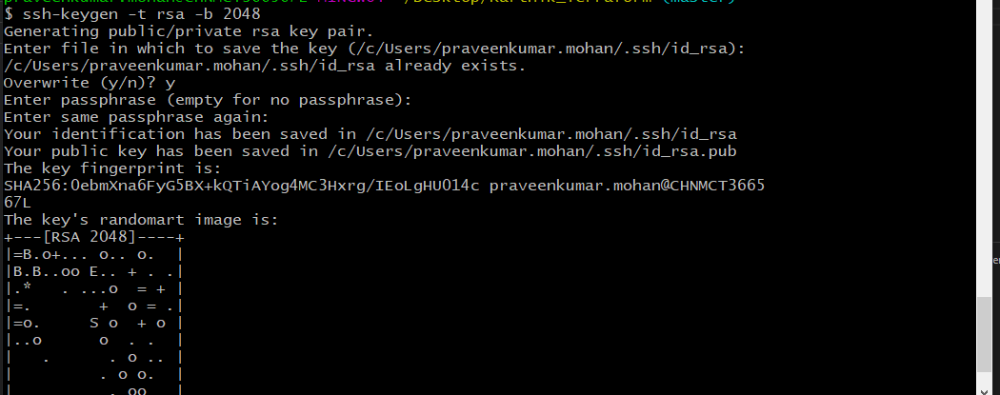 $ ssh-keygen -t rsa -b 2048
Generating public/private rsa key pair.
Enter file in which to save the key (/c/Users/praveenkumar.mohan/.ssh/id_rsa):
/c/Users/praveenkumar.mohan/.ssh/id_rsa already exists.
Overwrite (y/n)? y
Enter passphrase (empty for no passphrase):
Enter same passphrase again:
Your identification has been saved in /c/Users/praveenkumar.mohan/.ssh/id_rsa
Your public key has been saved in /c/Users/praveenkumar.mohan/.ssh/id_rsa.pub
The key fingerprint is:
SHA256:0ebmXna6FyG5BX+kQTiAYog4MC3Hxrg/IEoLgHU014c praveenkumar.mohan@CHNMCT3665
67L
The key's randomart image is:
+---[RSA 2048]----+
|=B.o+... o.. o.  |
|B.B..oo E.. + . .|
|.*   . ...o  = + |
|=.       +  o = .|
|=o.     S o  + o |
|..o      o  . .  |
|   .      . o .. |
|         . o o.  |
|          . oo   |